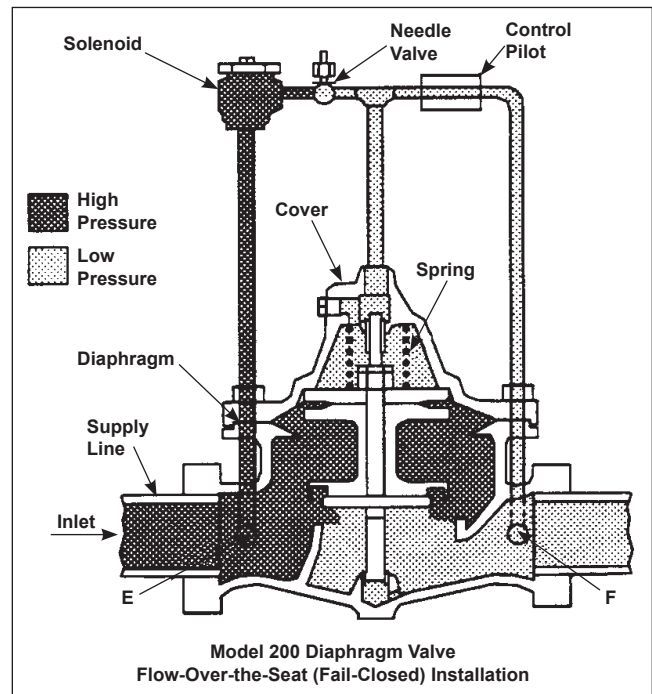 Solenoid
Needle
Valve
Control
Pilot
High
Pressure
Low
Pressure
Cover
Spring
Diaphragm
Supply
Line
Inlet
E
F
Model 200 Diaphragm Valve
Flow-Over-the-Seat (Fail-Closed) Installation